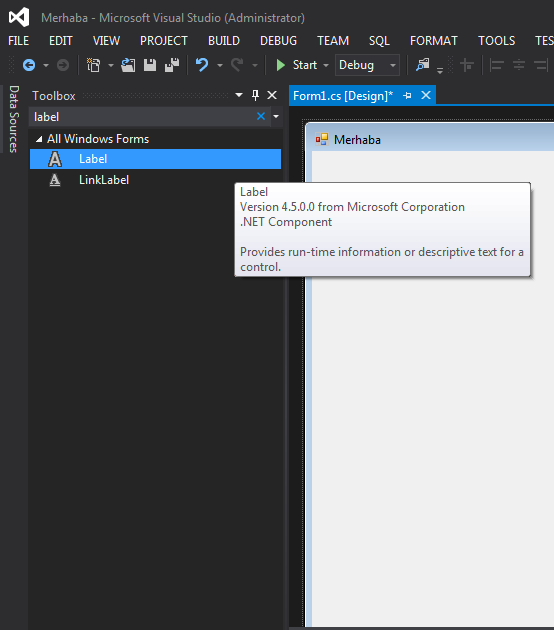 Merhaba - Microsoft Visual Studio (Administrator)
FILE EDIT VIEW PROJECT BUILD DEBUG TEAM SQL FORMAT TOOLS TES
Start Debug
Data Sources
Toolbox
Form1.cs [Design]*
label
All Windows Forms
Merhaba
Label
LinkLabel
Label
Version 4.5.0.0 from Microsoft Corporation
.NET Component
Provides run-time information or descriptive text for a
control.